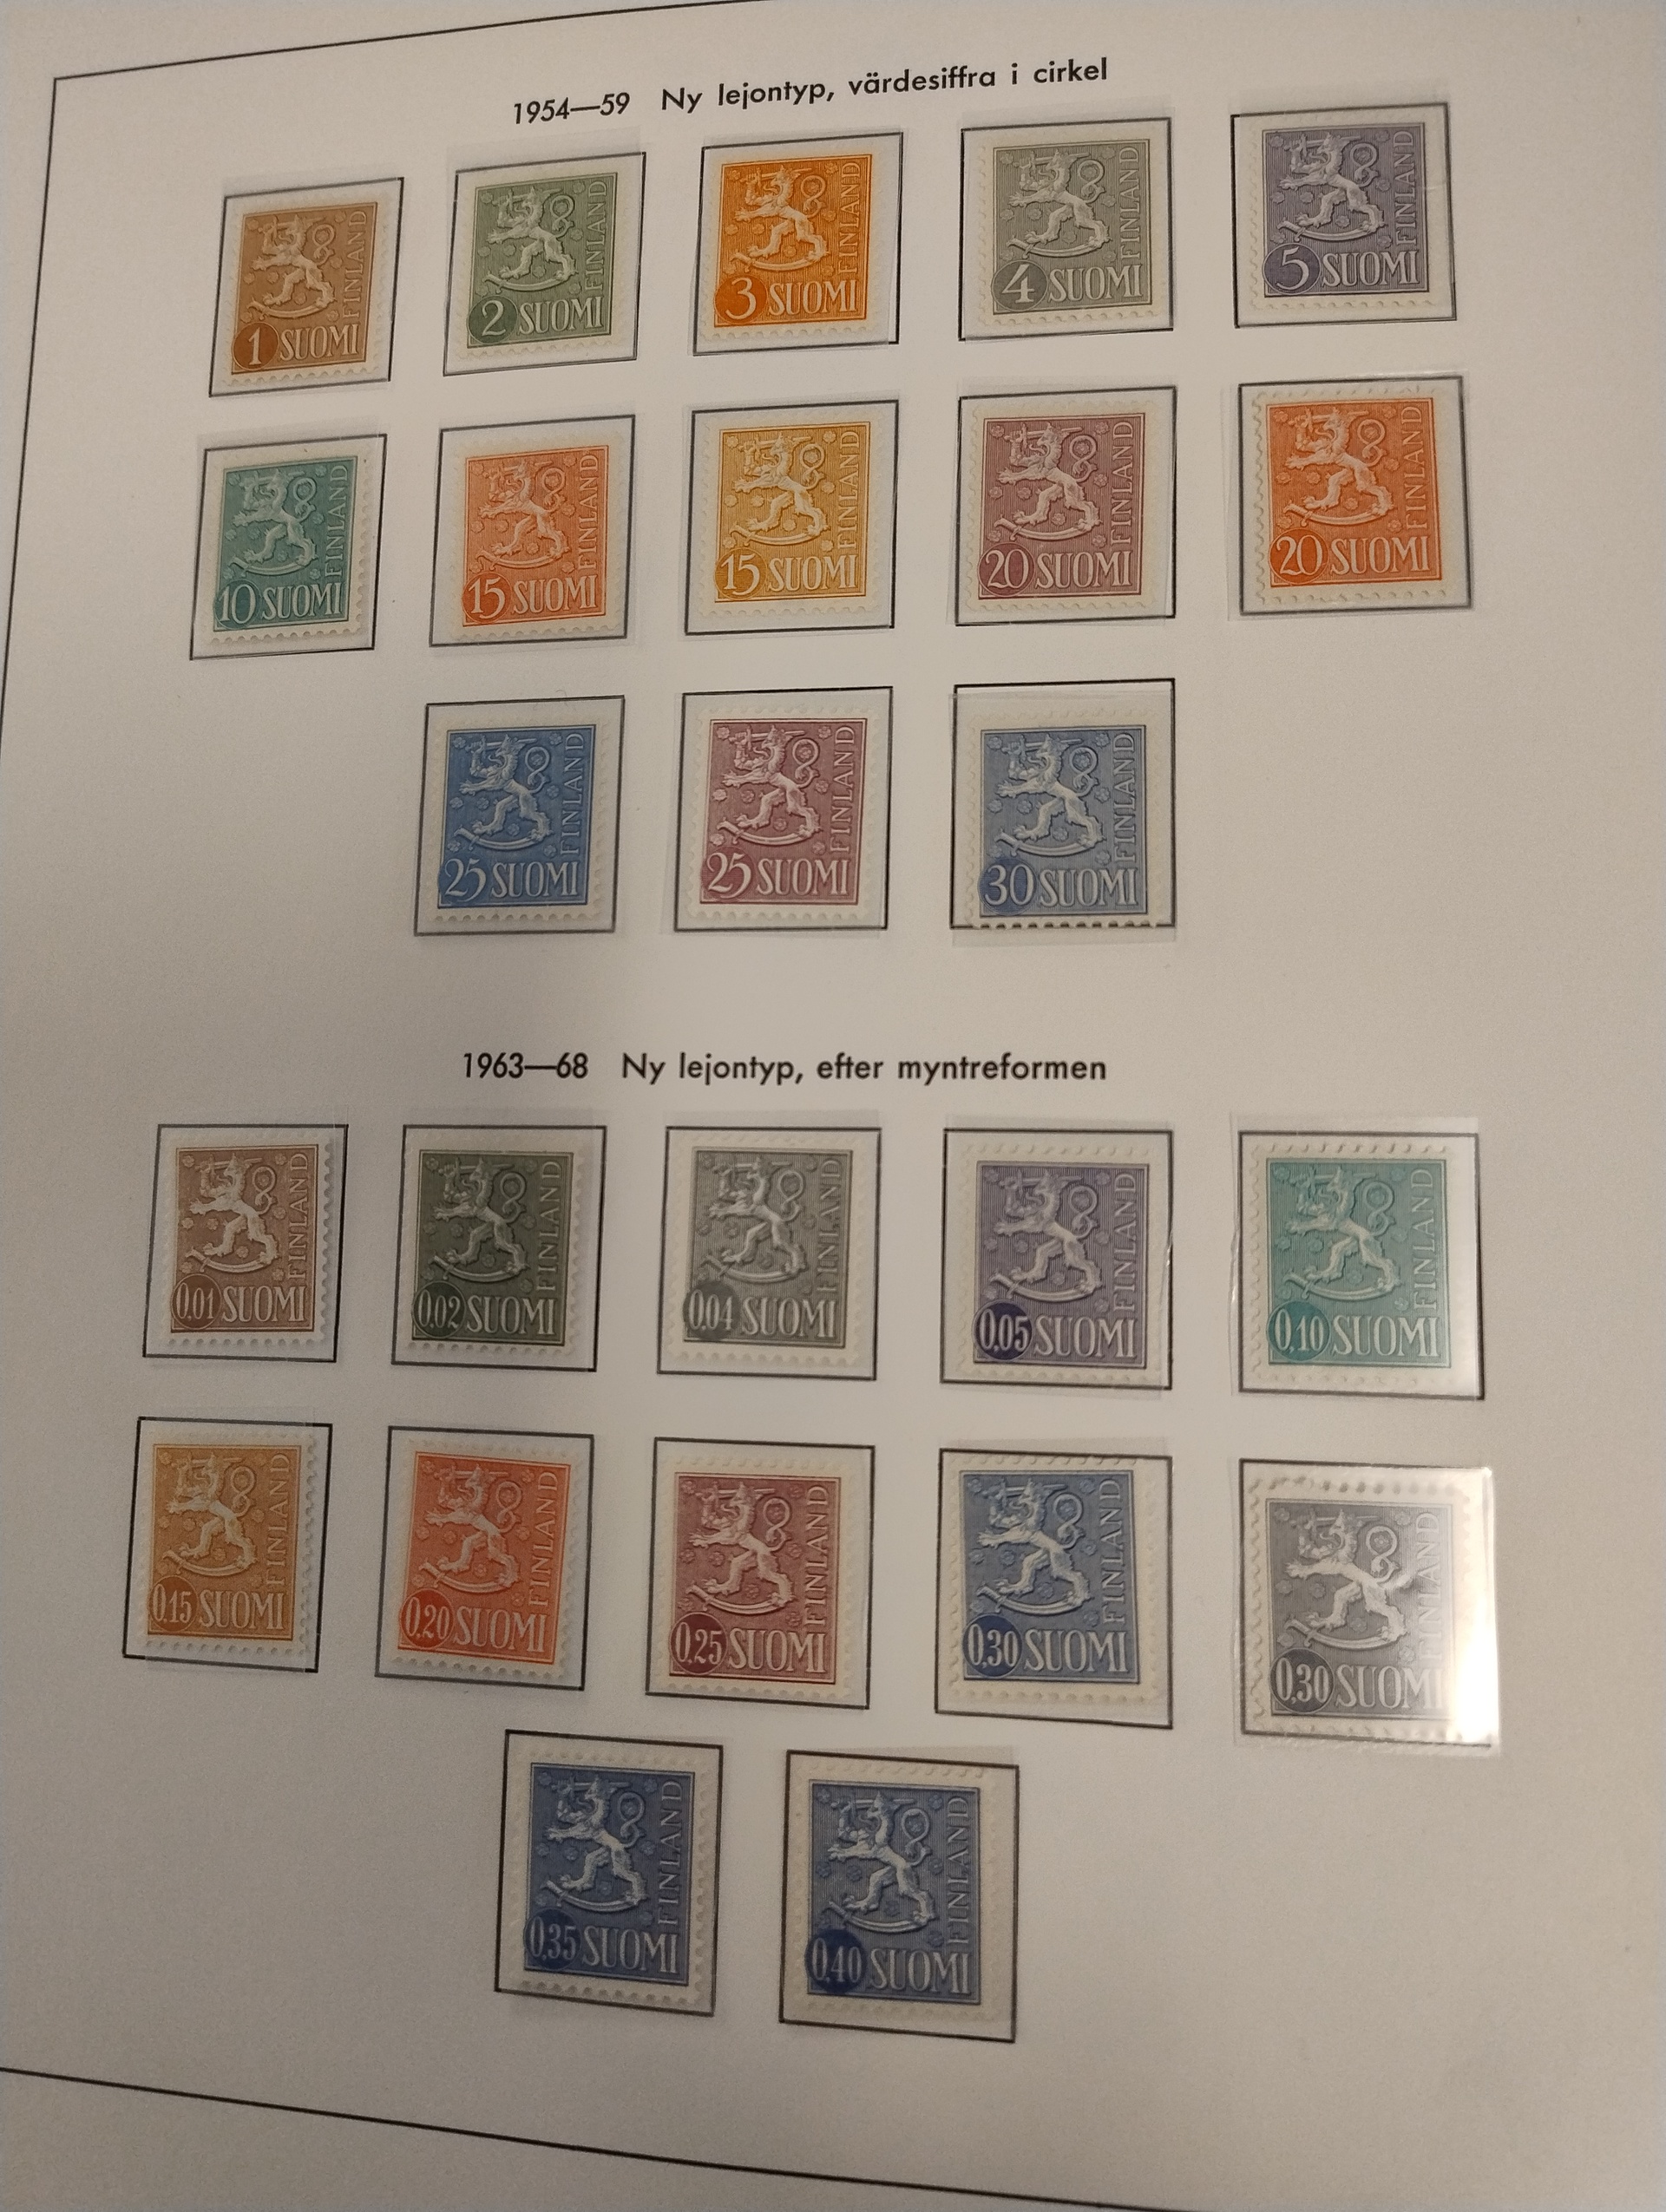 1954—59 Ny lejontyp, värdesiffra i cirkel
1 SUOMI FINLAND
2 SUOMI FINLAND
3 SUOMI FINLAND
4 SUOMI FINLAND
5 SUOMI FINLAND
10 SUOMI FINLAND
15 SUOMI FINLAND
15 SUOMI FINLAND
20 SUOMI FINLAND
20 SUOMI FINLAND
25 SUOMI FINLAND
25 SUOMI FINLAND
30 SUOMI FINLAND
1963—68 Ny lejontyp, efter myntreformen
0,01 SUOMI FINLAND
0,02 SUOMI FINLAND
0,04 SUOMI FINLAND
0,05 SUOMI FINLAND
0,10 SUOMI FINLAND
0,15 SUOMI FINLAND
0,20 SUOMI FINLAND
0,25 SUOMI FINLAND
0,30 SUOMI FINLAND
0,30 SUOMI FINLAND
0,35 SUOMI FINLAND
0,40 SUOMI FINLAND